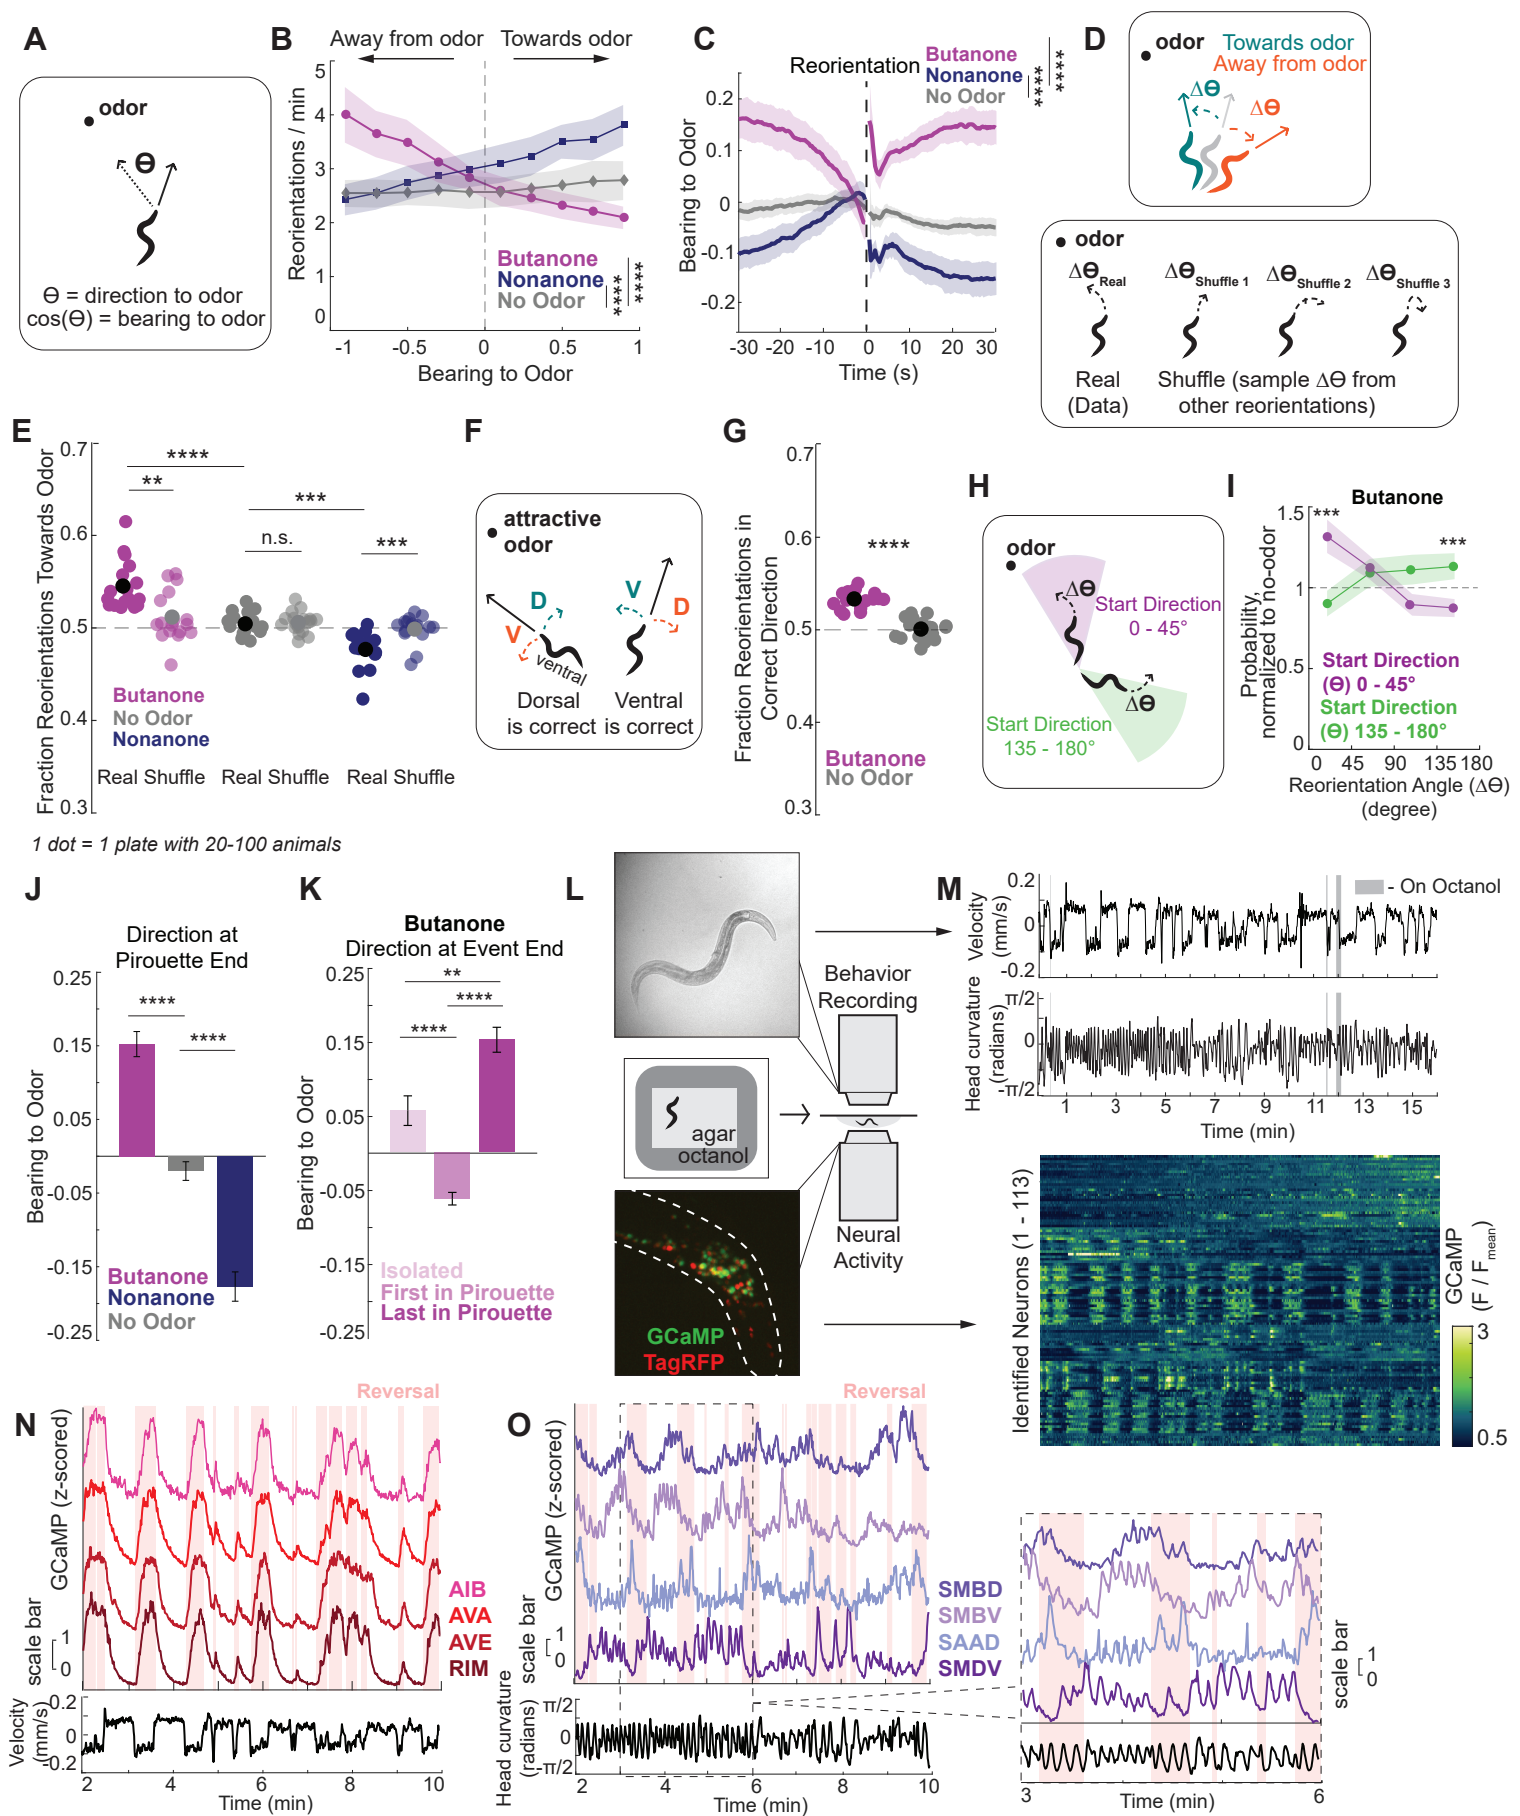 A
odor
Θ
Θ = direction to odor
cos(Θ) = bearing to odor
B
Away from odor
Towards odor
Reorientations / min
5
4
3
2
1
0
Butanone
Nonanone
No Odor
****
****
-1
-0.5
0
0.5
1
Bearing to Odor
C
Reorientation
Butanone
Nonanone
No Odor
****
****
Bearing to Odor
0.2
0.1
0
-0.1
-0.2
-30
-20
-10
0
10
20
30
Time (s)
D
odor
Towards odor
Away from odor
ΔΘ
ΔΘ
odor
ΔΘReal
ΔΘShuffle 1
ΔΘShuffle 2
ΔΘShuffle 3
Real
(Data)
Shuffle (sample ΔΘ from
other reorientations)
E
Fraction Reorientations Towards Odor
0.7
0.6
0.5
0.4
0.3
****
**
***
n.s.
***
Butanone
No Odor
Nonanone
Real Shuffle
Real Shuffle
Real Shuffle
1 dot = 1 plate with 20-100 animals
F
attractive
odor
D
V
V
D
ventral
Dorsal
is correct
Ventral
is correct
G
Fraction Reorientations in
Correct Direction
0.7
0.6
0.5
0.4
0.3
****
Butanone
No Odor
H
odor
ΔΘ
Start Direction
0 - 45°
ΔΘ
Start Direction
135 - 180°
I
Butanone
Probability,
normalized to no-odor
1.5
1
0.5
0
***
***
Start Direction
(Θ) 0 - 45°
Start Direction
(Θ) 135 - 180°
0
45
90
135
180
Reorientation Angle (ΔΘ)
(degree)
J
Direction at
Pirouette End
Bearing to Odor
0.25
0.15
0.05
-0.05
-0.15
-0.25
****
****
Butanone
Nonanone
No Odor
K
Butanone
Direction at Event End
Bearing to Odor
0.25
0.15
0.05
-0.05
-0.15
-0.25
**
****
****
Isolated
First in Pirouette
Last in Pirouette
L
Behavior
Recording
agar
octanol
Neural
Activity
GCaMP
TagRFP
M
- On Octanol
Velocity
(mm/s)
0.2
0
-0.2
Head curvature
(radians)
π/2
0
-π/2
1
3
5
7
9
11
13
15
Time (min)
Identified Neurons (1 - 113)
GCaMP
(F / Fmean)
3
0.5
N
Reversal
GCaMP (z-scored)
scale bar
1
0
AIB
AVA
AVE
RIM
Velocity
(mm/s)
0.2
0
-0.2
2
4
6
8
10
Time (min)
O
Reversal
GCaMP (z-scored)
scale bar
1
0
SMBD
SMBV
SAAD
SMDV
Head curvature
(radians)
π/2
0
-π/2
2
4
6
8
10
Time (min)
scale bar
1
0
3
6
Time (min)